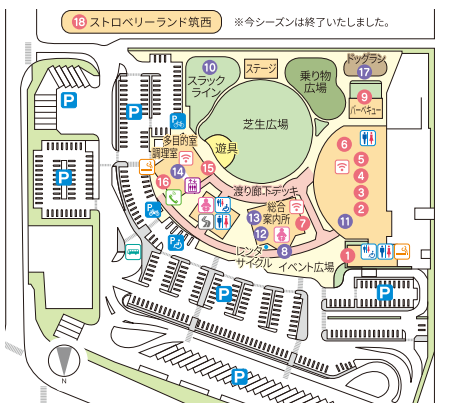 18 ストロベリーランド筑西 ※今シーズンは終了いたしました。
10
スラック
ライン
ステージ
乗り物
広場
ドッグラン
17
9
バーベキュー
P
P
P
芝生広場
遊具
多目的室
調理室
14
15
16
6
5
4
3
2
11
渡り廊下デッキ
総合
案内所
13
12
7
8
レンタ
サイクル
イベント広場
1
P
P
P
P
P
P
N